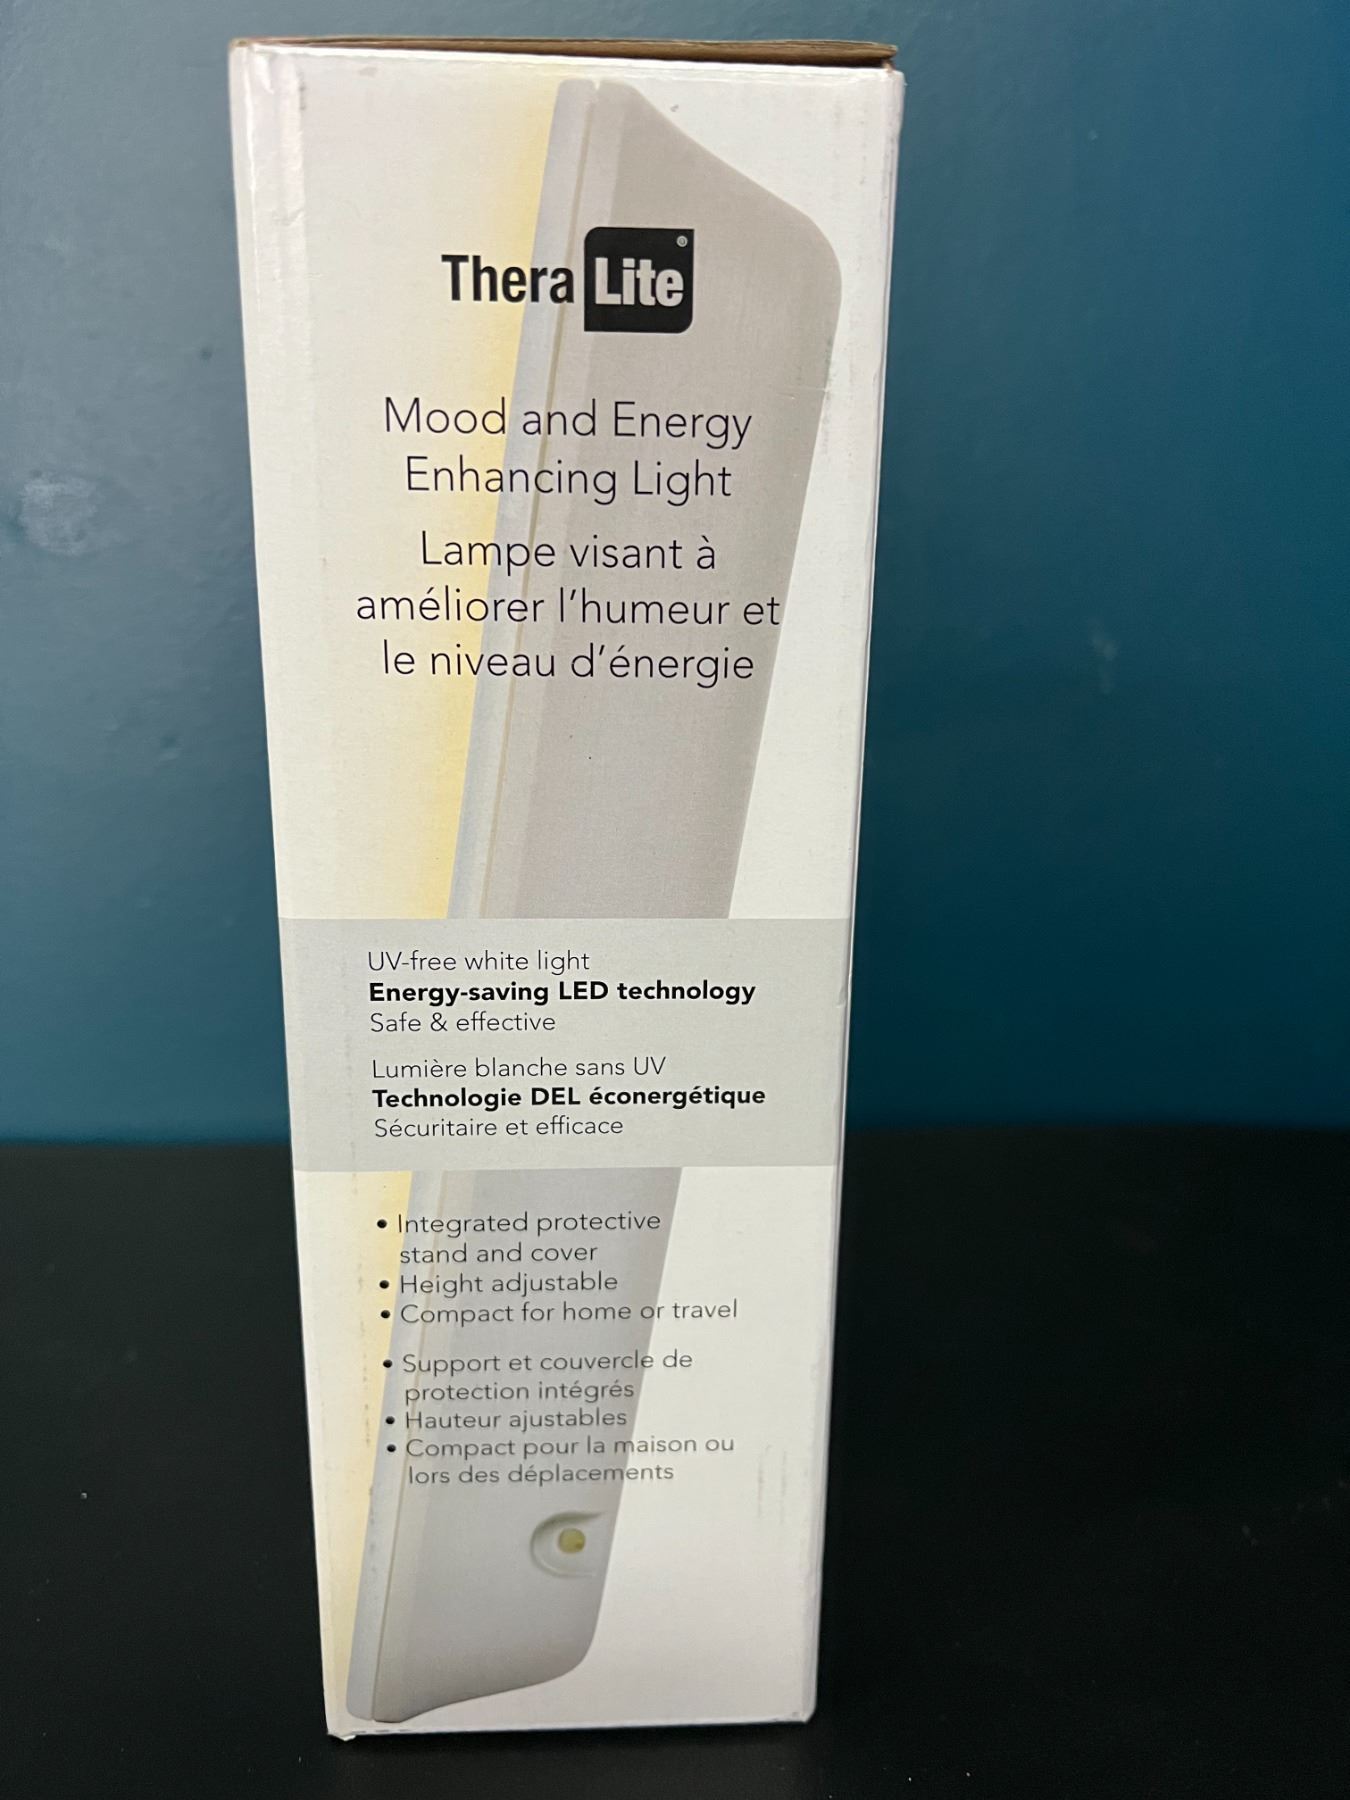 Thera Lite®
Mood and Energy
Enhancing Light
Lampe visant à
améliorer l'humeur et
le niveau d'énergie
UV-free white light
Energy-saving LED technology
Safe & effective
Lumière blanche sans UV
Technologie DEL éconergétique
Sécuritaire et efficace
• Integrated protective
stand and cover
• Height adjustable
• Compact for home or travel
• Support et couvercle de
protection intégrés
• Hauteur ajustables
• Compact pour la maison ou
lors des déplacements